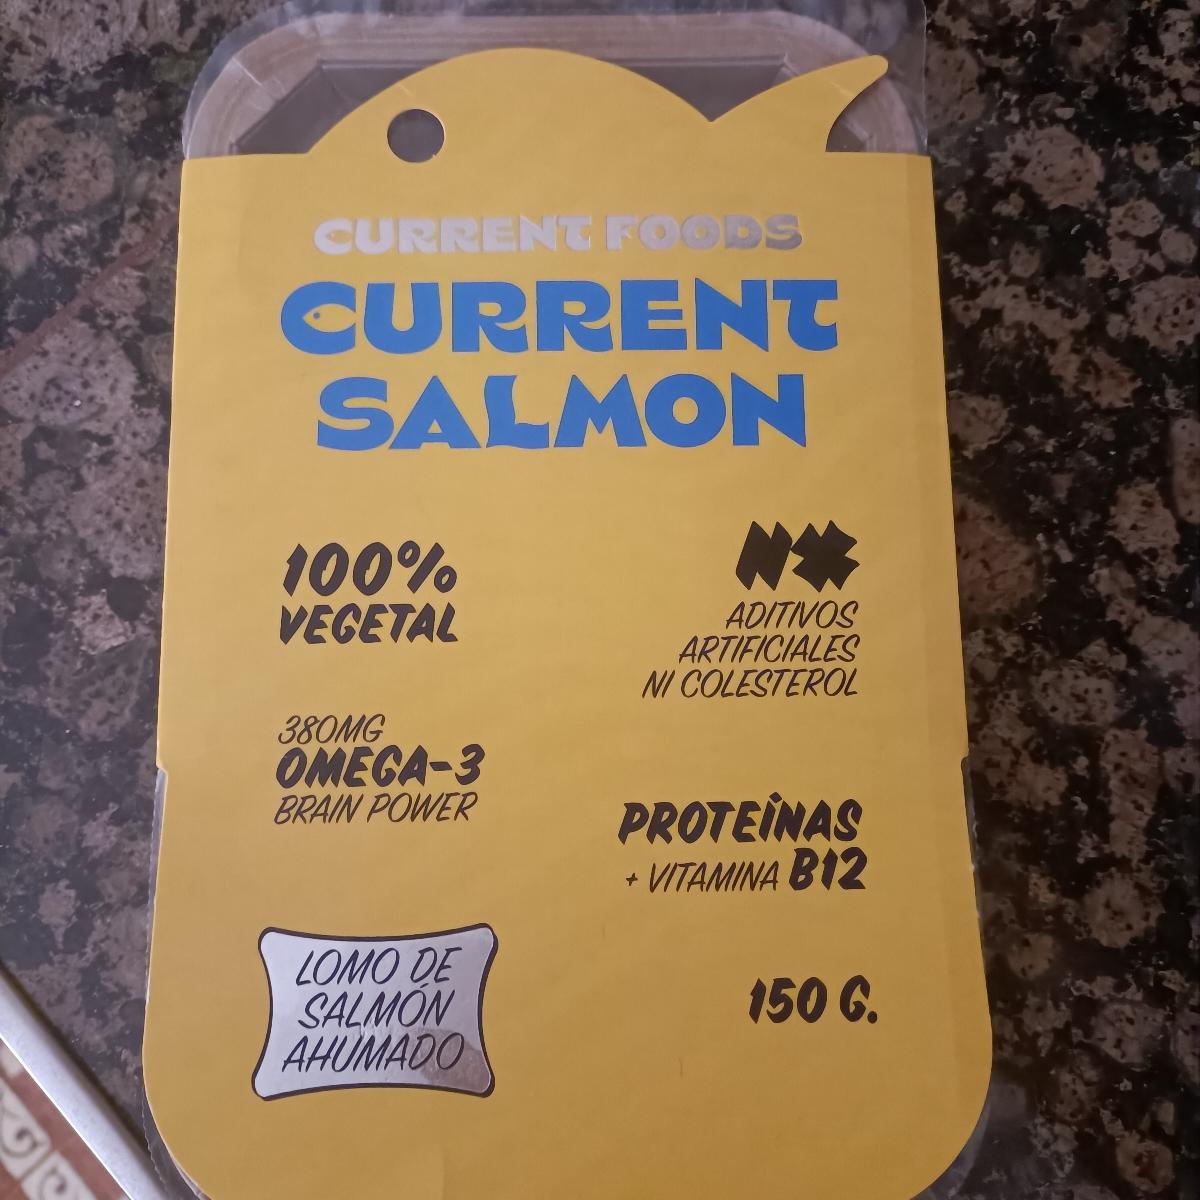 CURRENT FOODS
CURRENT
SALMON
100%
VEGETAL
NO
ADITIVOS
ARTIFICIALES
NI COLESTEROL
380MG
OMEGA-3
BRAIN POWER
PROTEÍNAS
+ VITAMINA B12
LOMO DE
SALMÓN
AHUMADO
150 G.